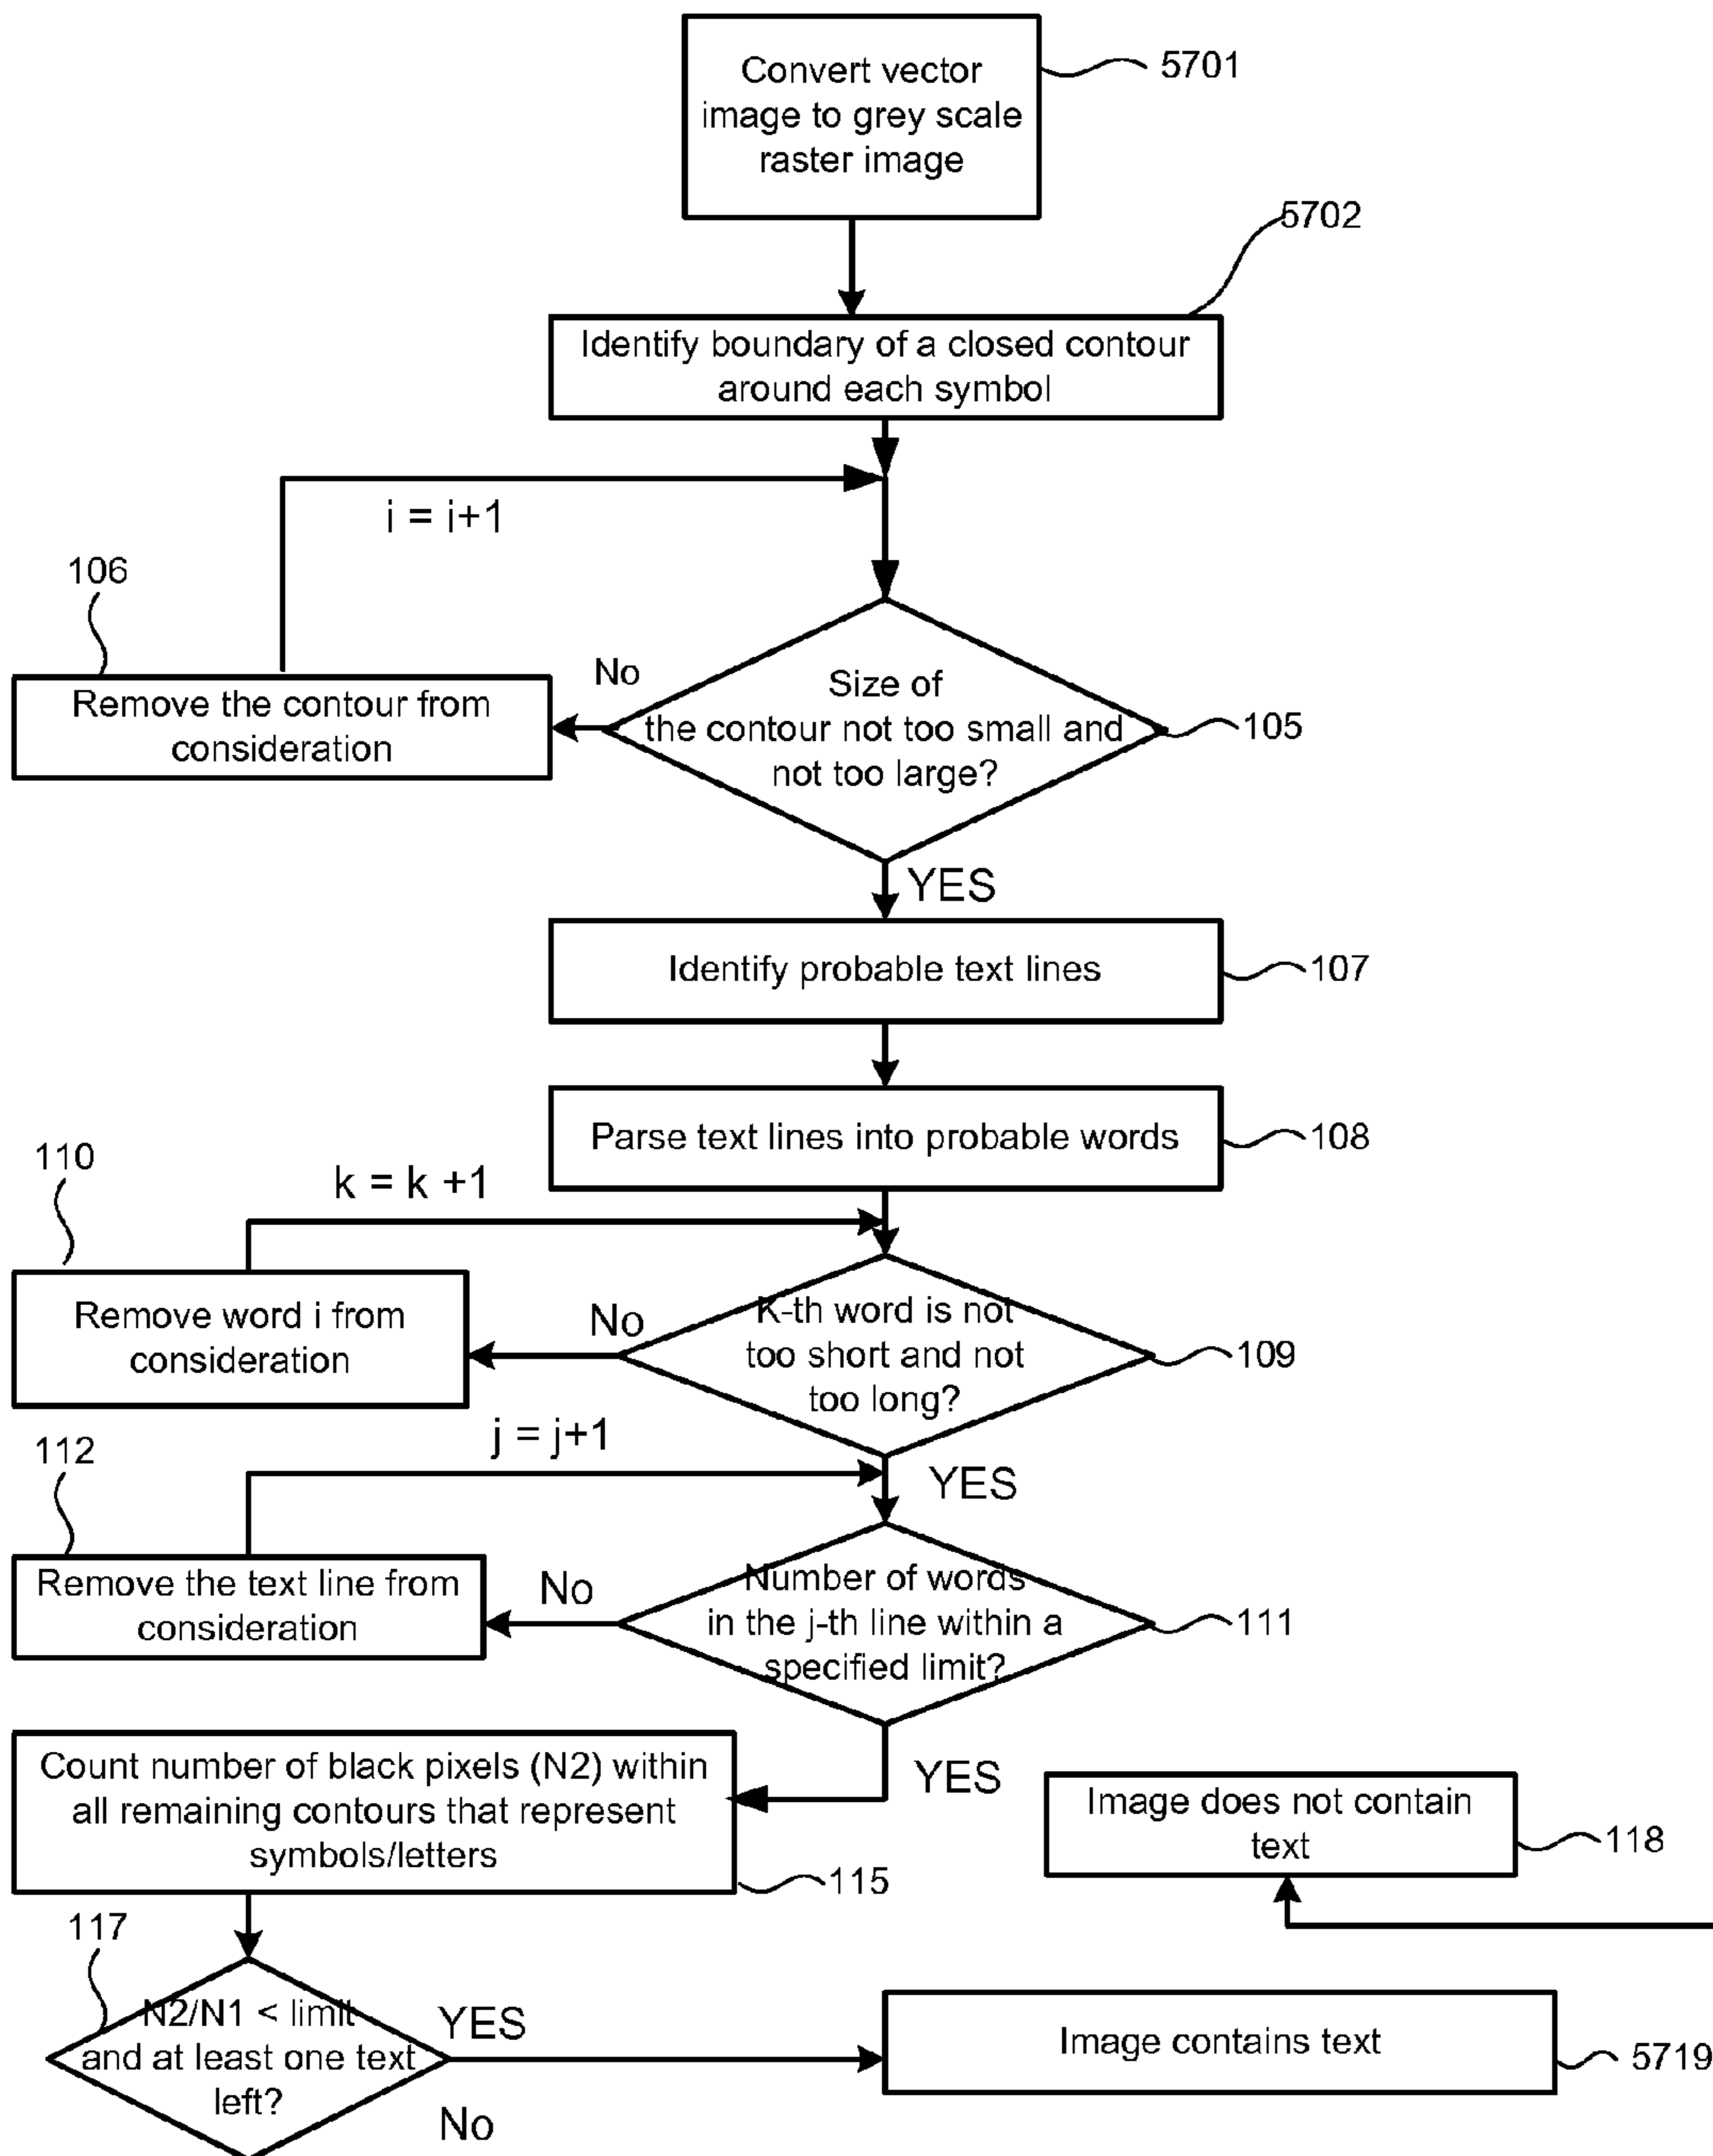 Convert vector
image to grey scale
raster image
5701
5702
Identify boundary of a closed contour
around each symbol
i = i+1
106
Remove the contour from
consideration
No
Size of
the contour not too small and
not too large?
105
YES
Identify probable text lines
107
Parse text lines into probable words
108
110
k = k +1
Remove word i from
consideration
No
K-th word is not
too short and not
too long?
109
112
j = j+1
YES
Remove the text line from
consideration
No
Number of words
in the j-th line within a
specified limit?
111
Count number of black pixels (N2) within
all remaining contours that represent
symbols/letters
YES
115
Image does not contain
text
118
117
N2/N1 < limit
and at least one text
left?
YES
No
Image contains text
5719